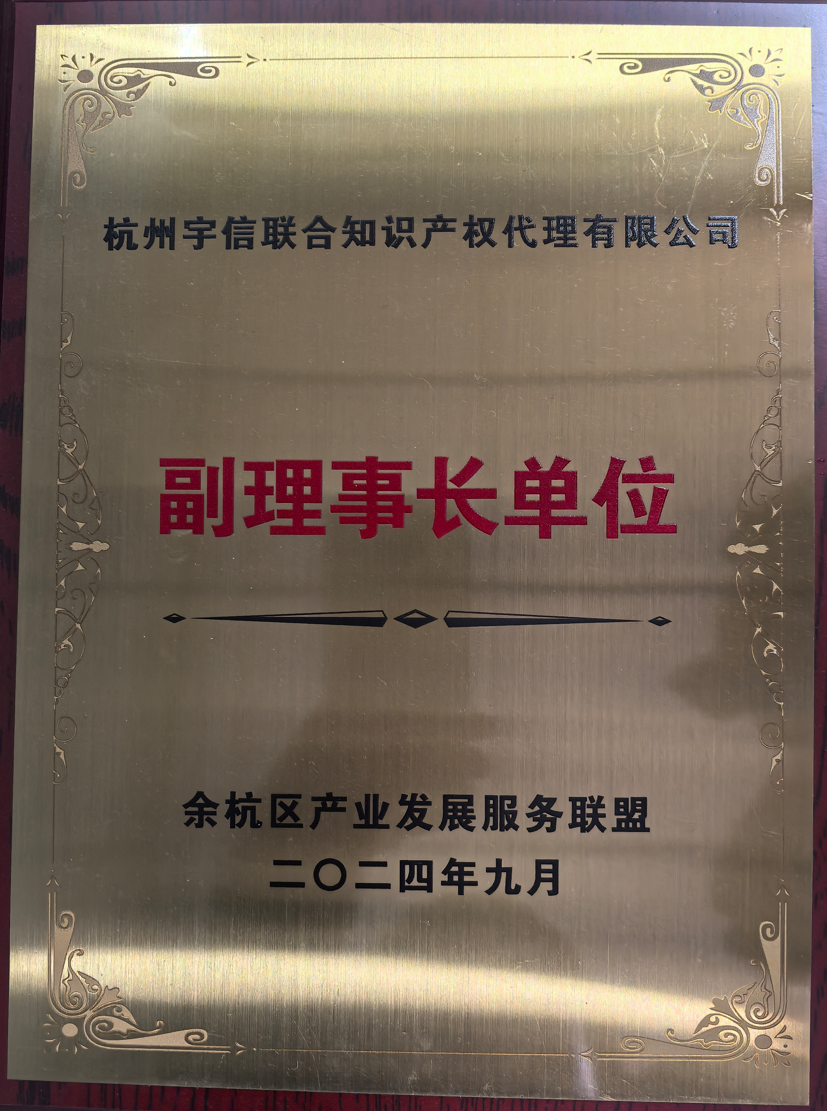 杭州宇信联合知识产权代理有限公司
副理事长单位
余杭区产业发展服务联盟
二〇二四年九月